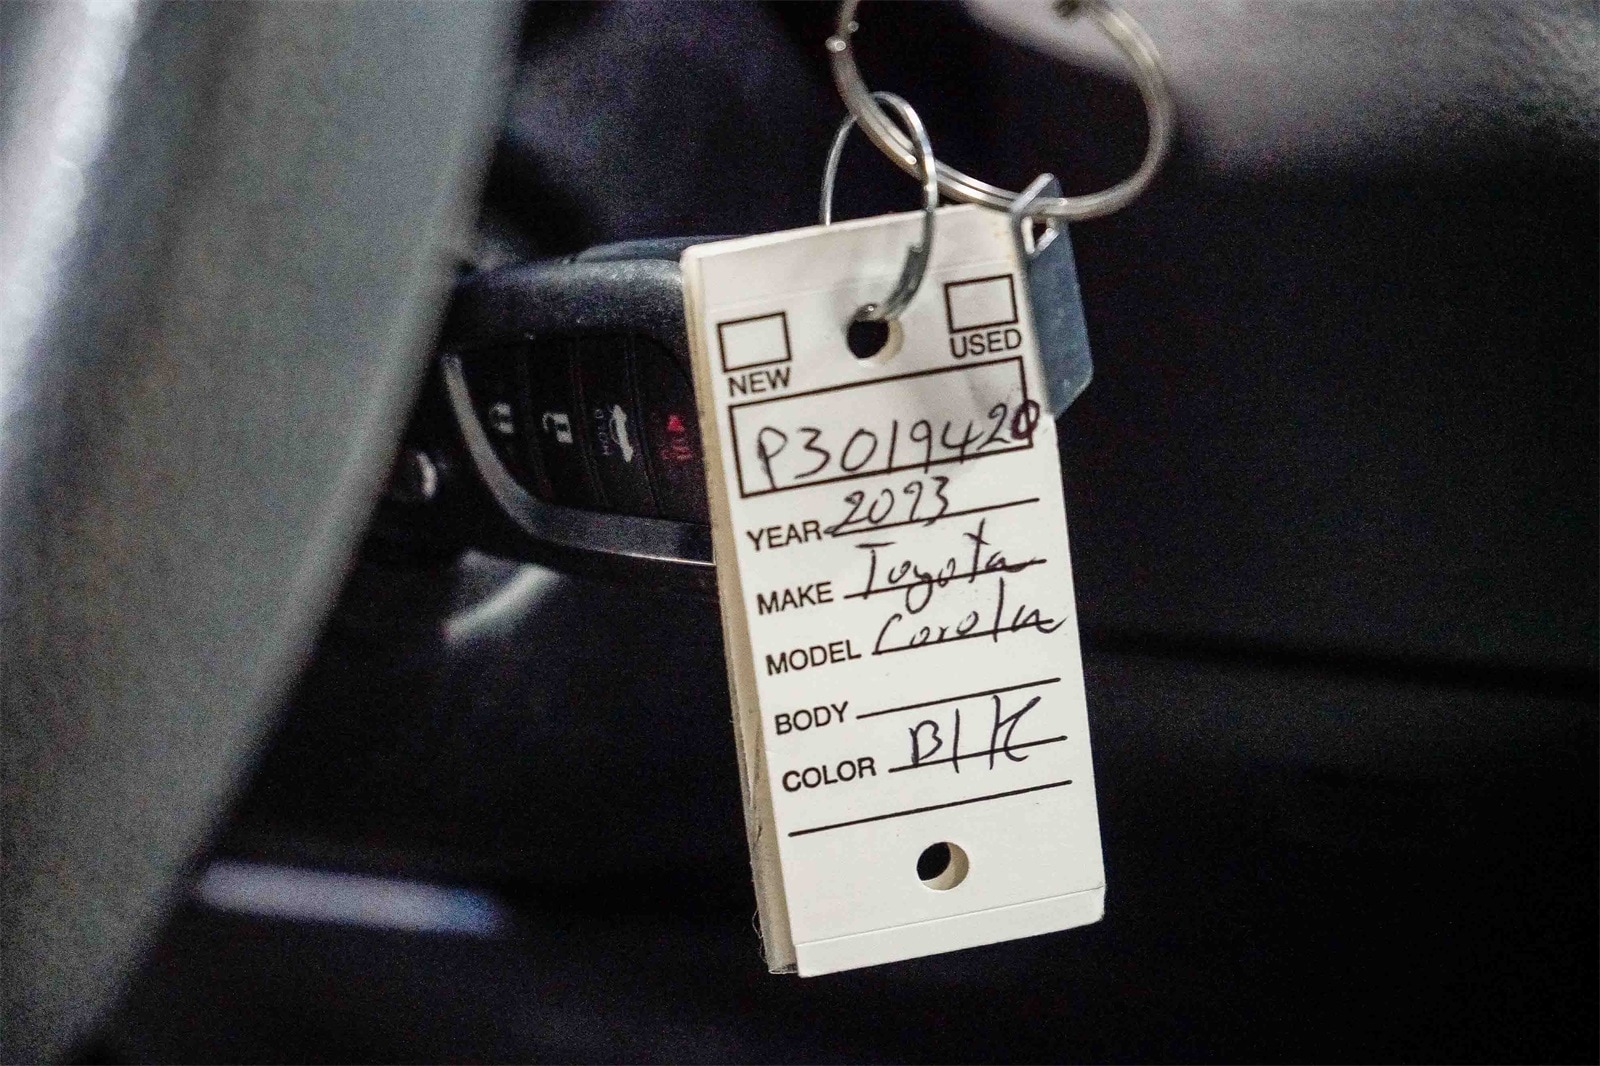 NEW USED
P3019420
YEAR 2023
MAKE Toyota
MODEL Corola
BODY
COLOR Blk